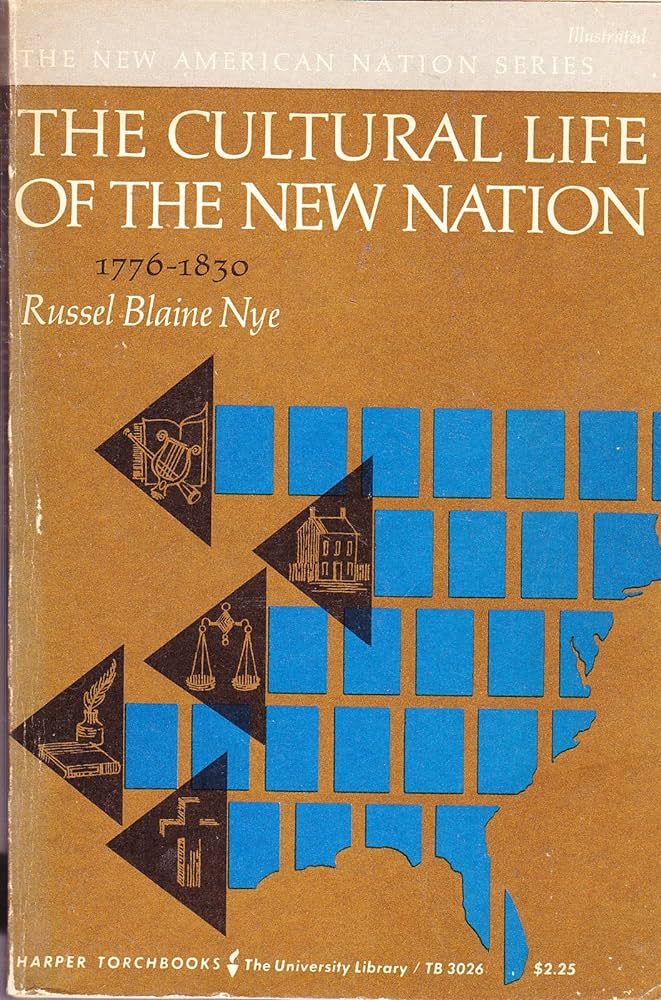 Illustrated
THE NEW AMERICAN NATION SERIES
THE CULTURAL LIFE
OF THE NEW NATION
1776-1830
Russel Blaine Nye
HARPER TORCHBOOKS The University Library / TB 3026 $2.25